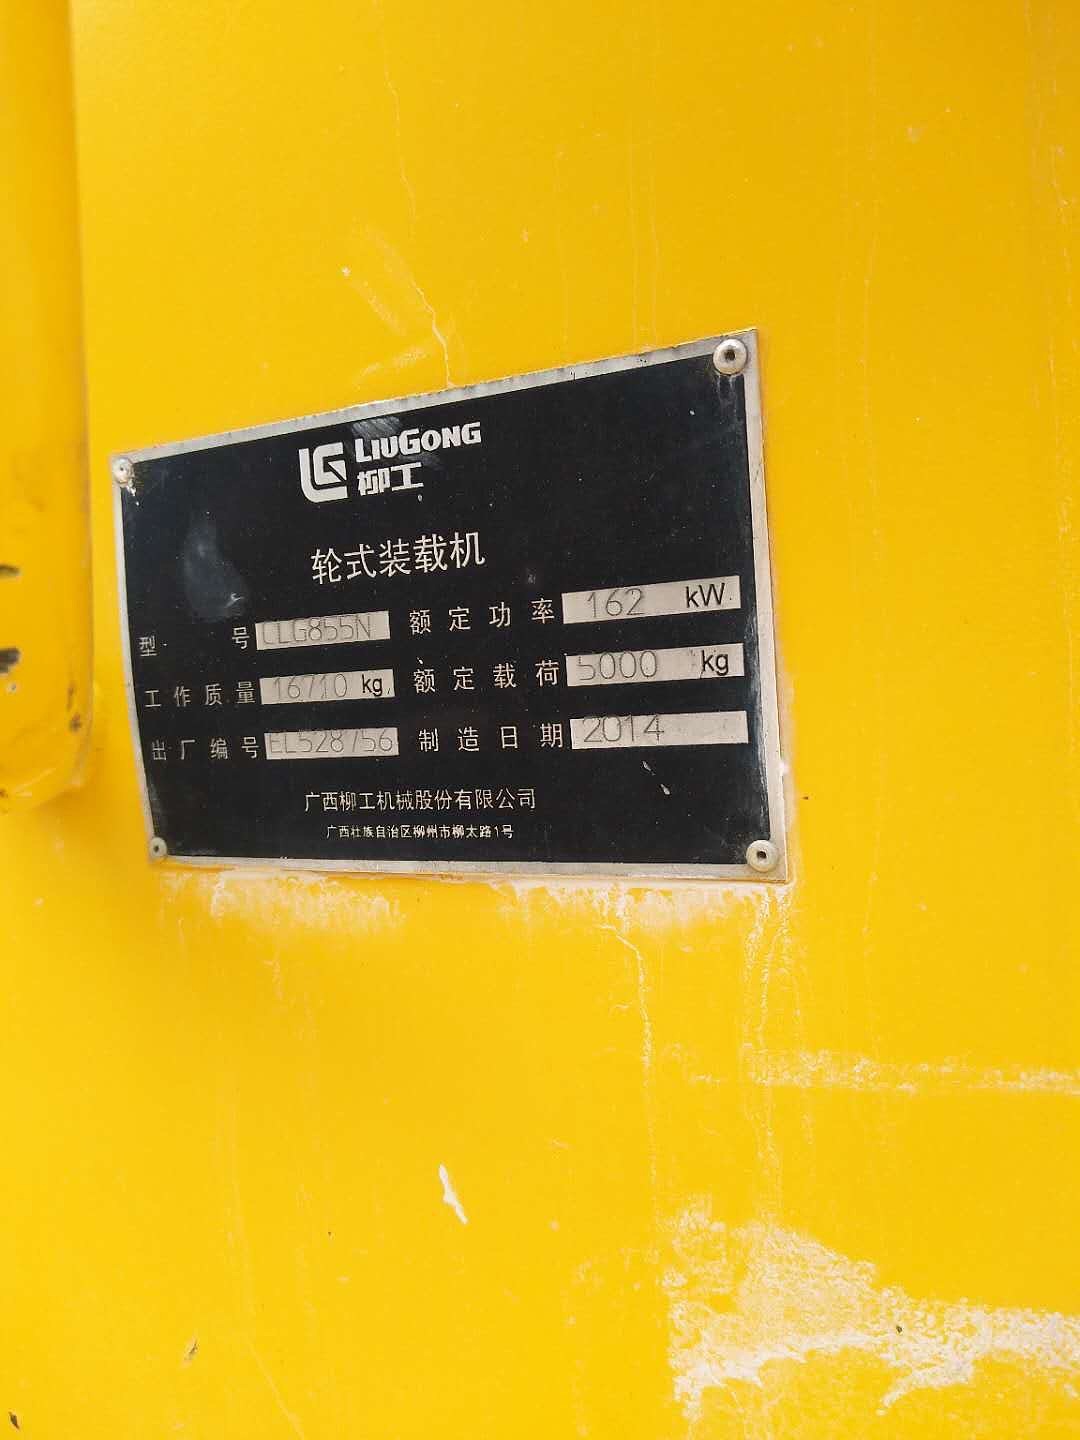 LIUGONG
柳工
轮式装载机
型 号 CLG855N 额定功率 162 kW
工作质量 16710 kg 额定载荷 5000 kg
出厂编号 EL528756 制造日期 2014
广西柳工机械股份有限公司
广西壮族自治区柳州市柳太路1号